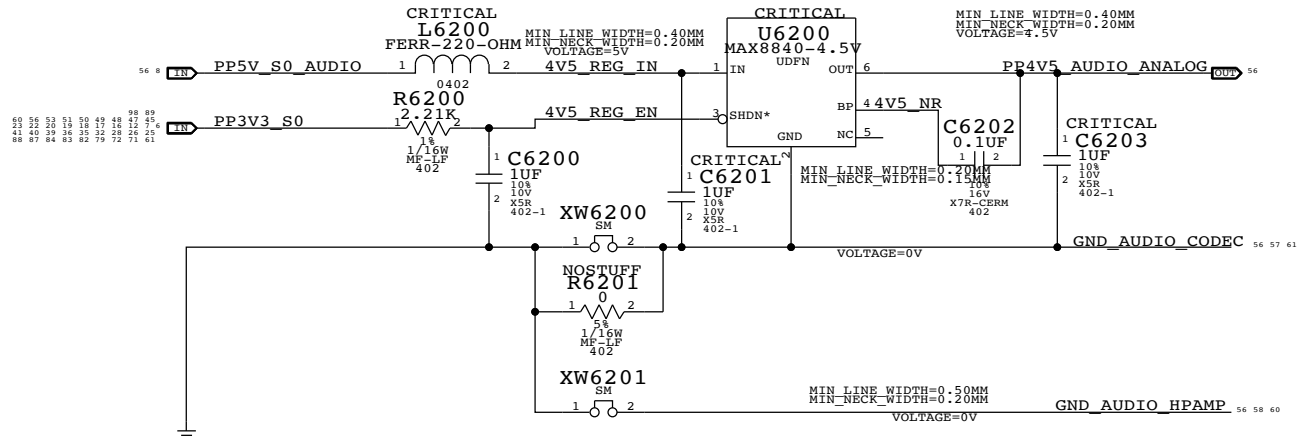 CRITICAL
L6200
FERR-220-OHM
MIN_LINE_WIDTH=0.40MM
MIN_NECK_WIDTH=0.20MM
VOLTAGE=5V
CRITICAL
U6200
MAX8840-4.5V
UDFN
MIN_LINE_WIDTH=0.40MM
MIN_NECK_WIDTH=0.20MM
VOLTAGE=4.5V
56 8
IN
PP5V_S0_AUDIO
1
2
0402
4V5_REG_IN
1
IN
OUT
6
PP4V5_AUDIO_ANALOG
OUT
56
98 89
60 56 53 51 50 49 48 47 45
23 22 20 19 18 17 16 12 7 6
41 40 39 36 35 32 28 26 25
88 87 84 83 82 79 72 71 61
IN
PP3V3_S0
R6200
1
2.21K
2
1%
1/16W
MF-LF
402
4V5_REG_EN
3
SHDN*
BP
4
4V5_NR
GND
2
NC
5
1
C6200
1UF
10%
10V
X5R
402-1
2
CRITICAL
1
C6201
1UF
10%
10V
X5R
402-1
2
MIN_LINE_WIDTH=0.20MM
MIN_NECK_WIDTH=0.15MM
C6202
0.1UF
1
2
10%
16V
X7R-CERM
402
CRITICAL
1
C6203
1UF
10%
10V
X5R
402-1
2
XW6200
SM
1
2
VOLTAGE=0V
GND_AUDIO_CODEC
56 57 61
NOSTUFF
R6201
0
1
2
5%
1/16W
MF-LF
402
XW6201
SM
1
2
MIN_LINE_WIDTH=0.50MM
MIN_NECK_WIDTH=0.20MM
VOLTAGE=0V
GND_AUDIO_HPAMP
56 58 60